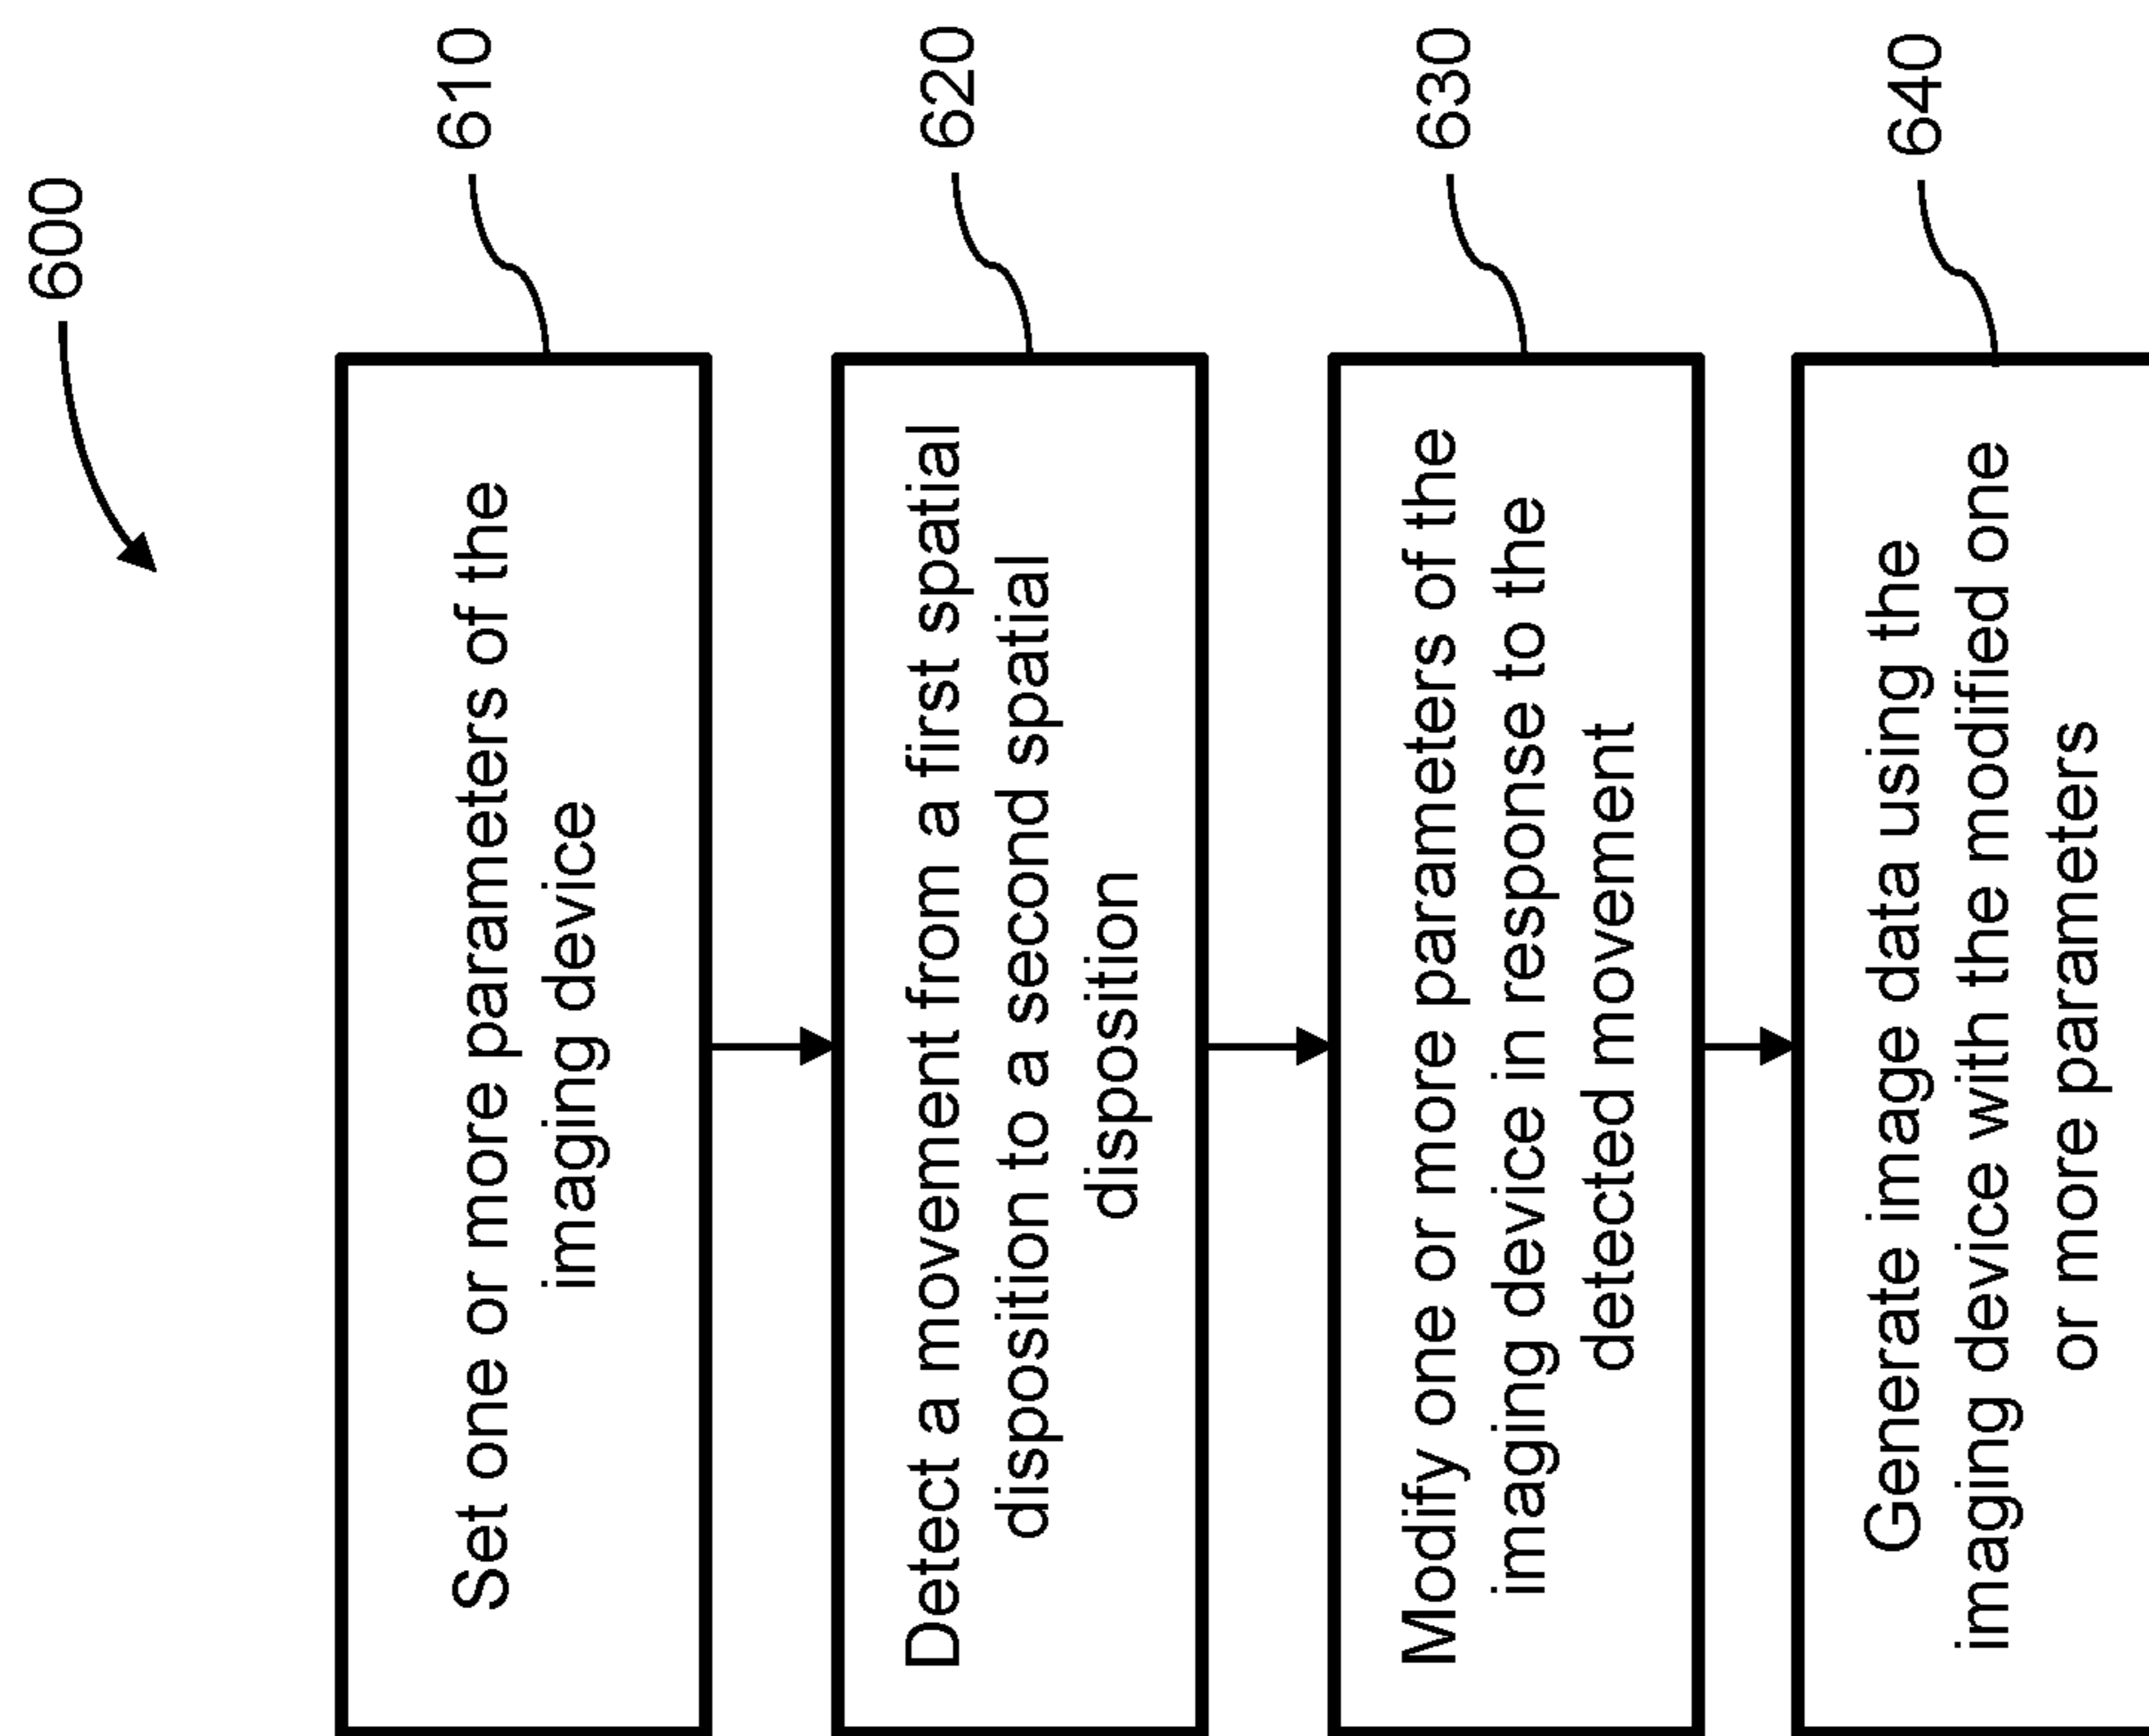 600
610
Set one or more parameters of the
imaging device
620
Detect a movement from a first spatial
disposition to a second spatial
disposition
630
Modify one or more parameters of the
imaging device in response to the
detected movement
640
Generate image data using the
imaging device with the modified one
or more parameters